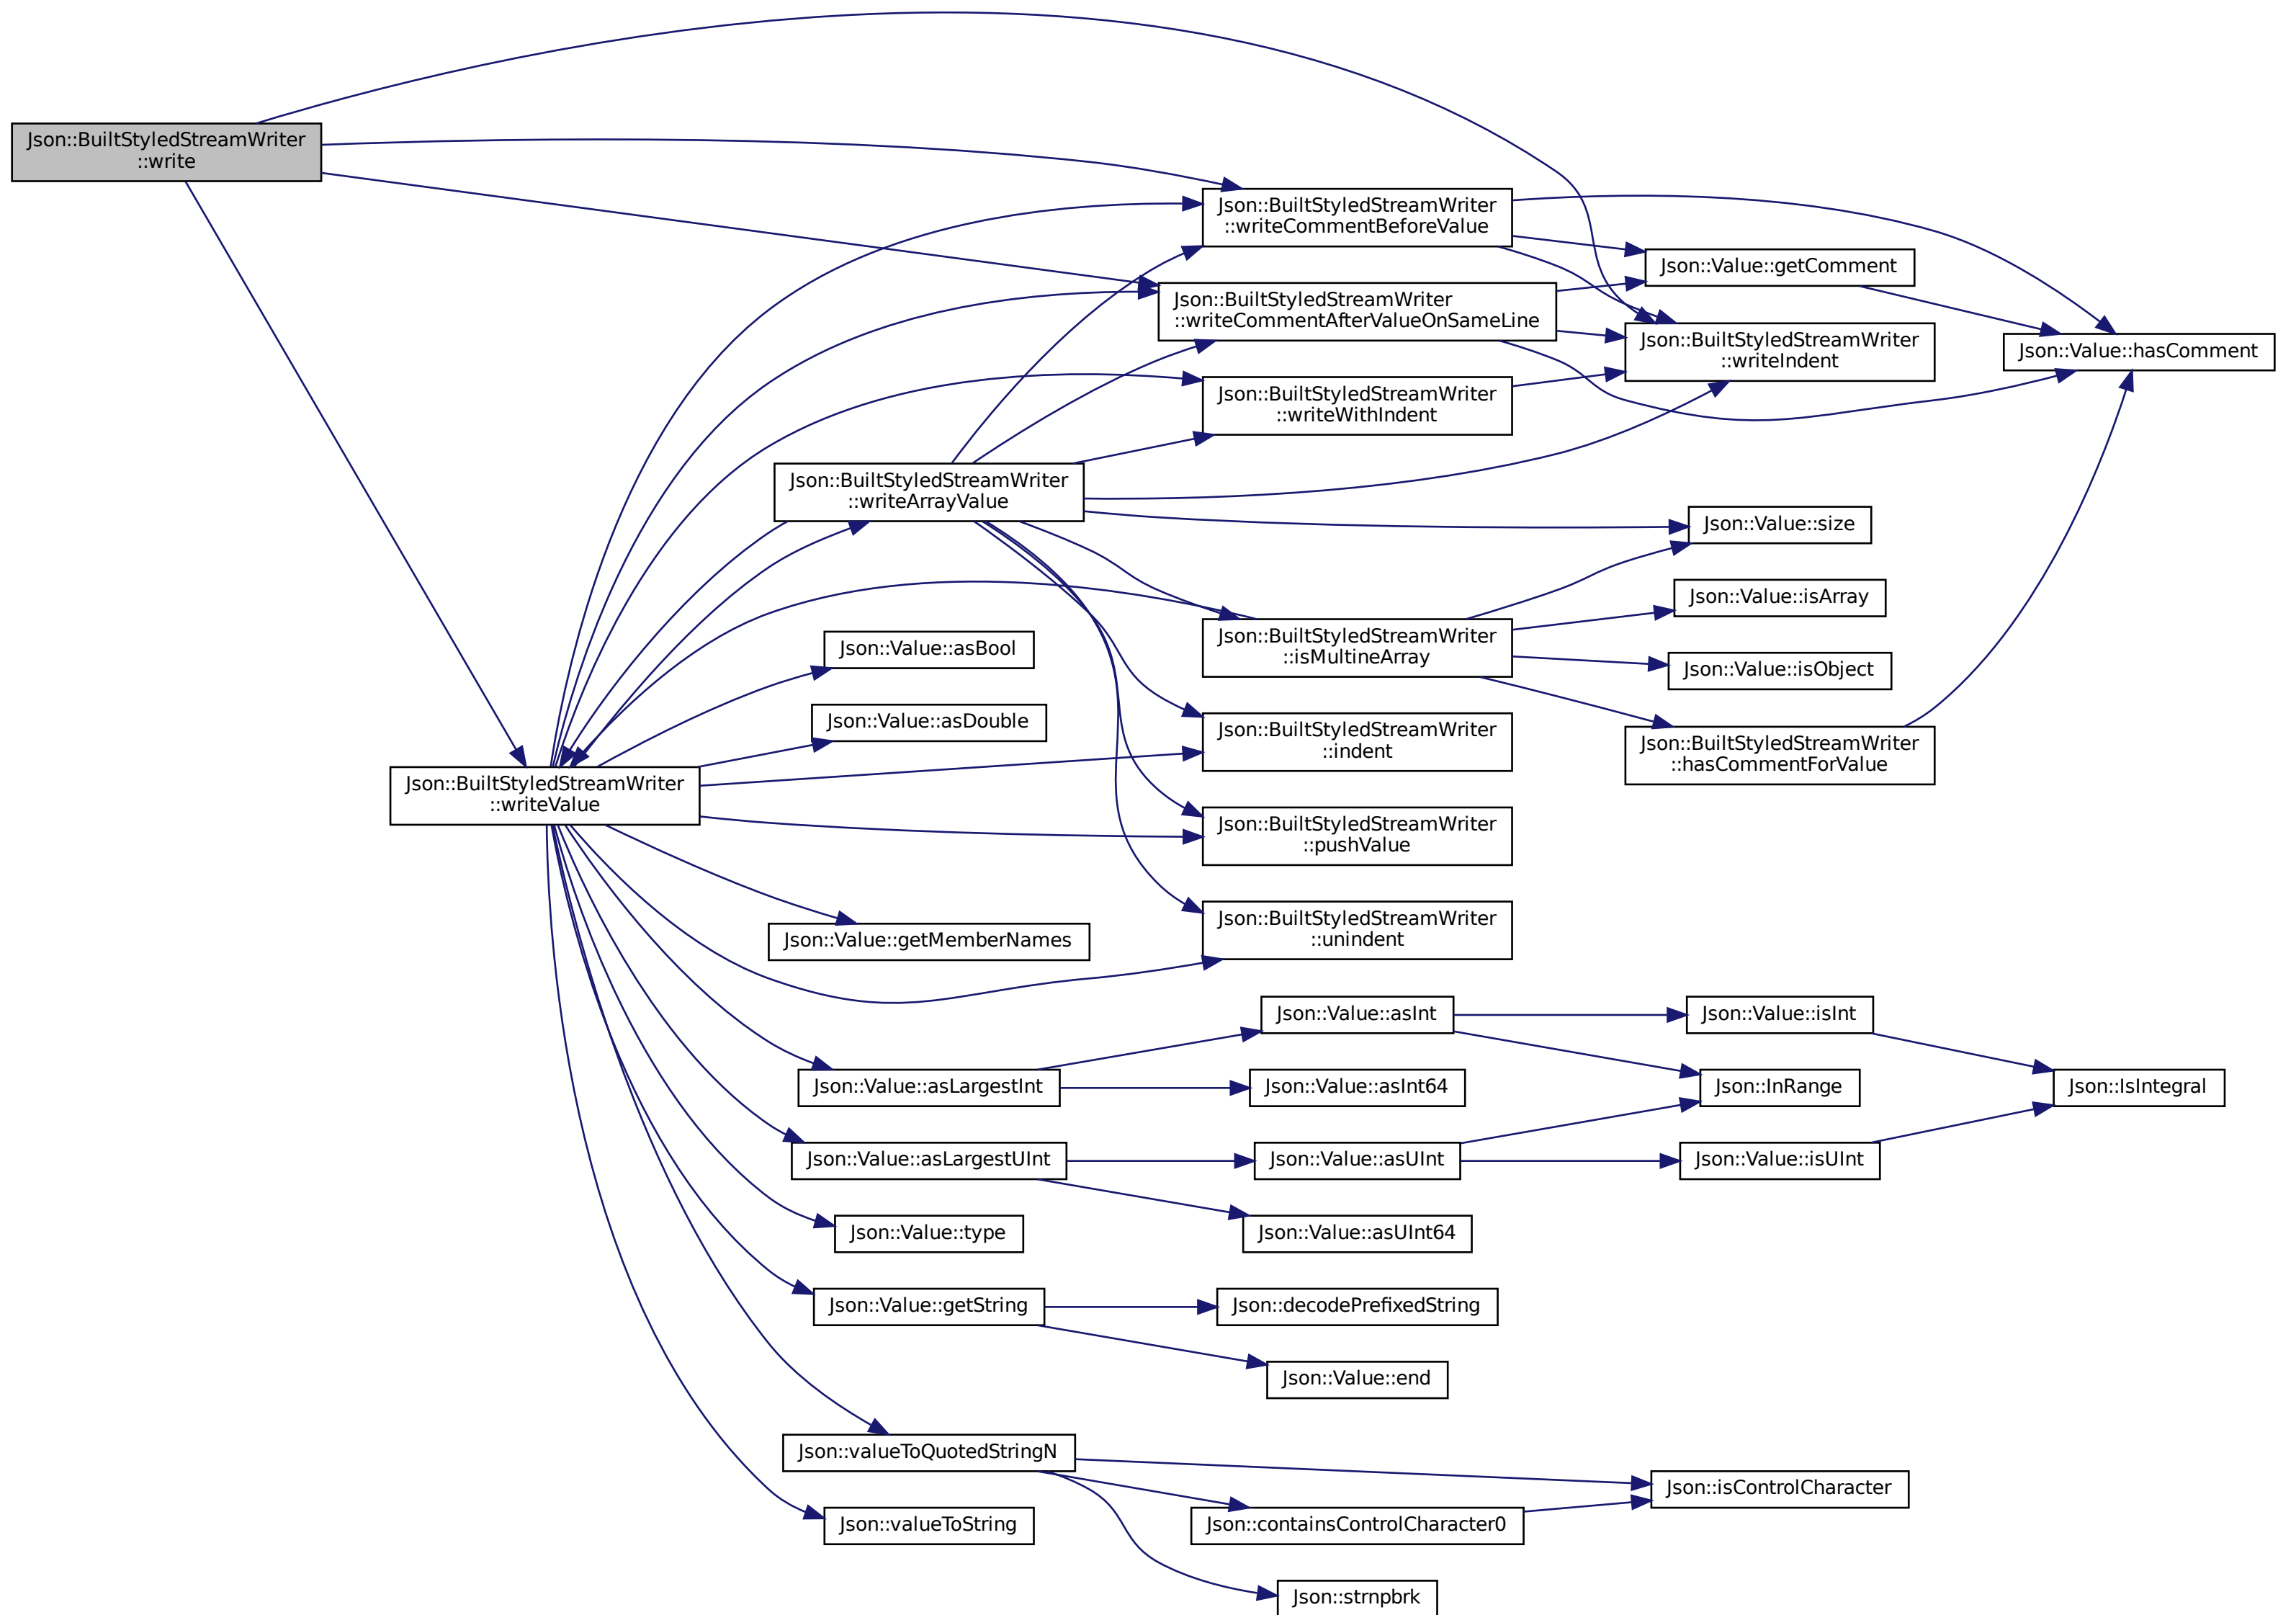 Json::BuiltStyledStreamWriter
::write
Json::BuiltStyledStreamWriter
::writeCommentBeforeValue
Json::Value::getComment
Json::BuiltStyledStreamWriter
::writeCommentAfterValueOnSameLine
Json::BuiltStyledStreamWriter
::writeIndent
Json::Value::hasComment
Json::BuiltStyledStreamWriter
::writeWithIndent
Json::BuiltStyledStreamWriter
::writeArrayValue
Json::Value::size
Json::Value::isArray
Json::Value::asBool
Json::BuiltStyledStreamWriter
::isMultineArray
Json::Value::isObject
Json::Value::asDouble
Json::BuiltStyledStreamWriter
::indent
Json::BuiltStyledStreamWriter
::hasCommentForValue
Json::BuiltStyledStreamWriter
::writeValue
Json::BuiltStyledStreamWriter
::pushValue
Json::Value::getMemberNames
Json::BuiltStyledStreamWriter
::unindent
Json::Value::asInt
Json::Value::isInt
Json::Value::asLargestInt
Json::Value::asInt64
Json::InRange
Json::IsIntegral
Json::Value::asLargestUInt
Json::Value::asUInt
Json::Value::isUInt
Json::Value::type
Json::Value::asUInt64
Json::Value::getString
Json::decodePrefixedString
Json::Value::end
Json::valueToQuotedStringN
Json::isControlCharacter
Json::valueToString
Json::containsControlCharacter0
Json::strnpbrk